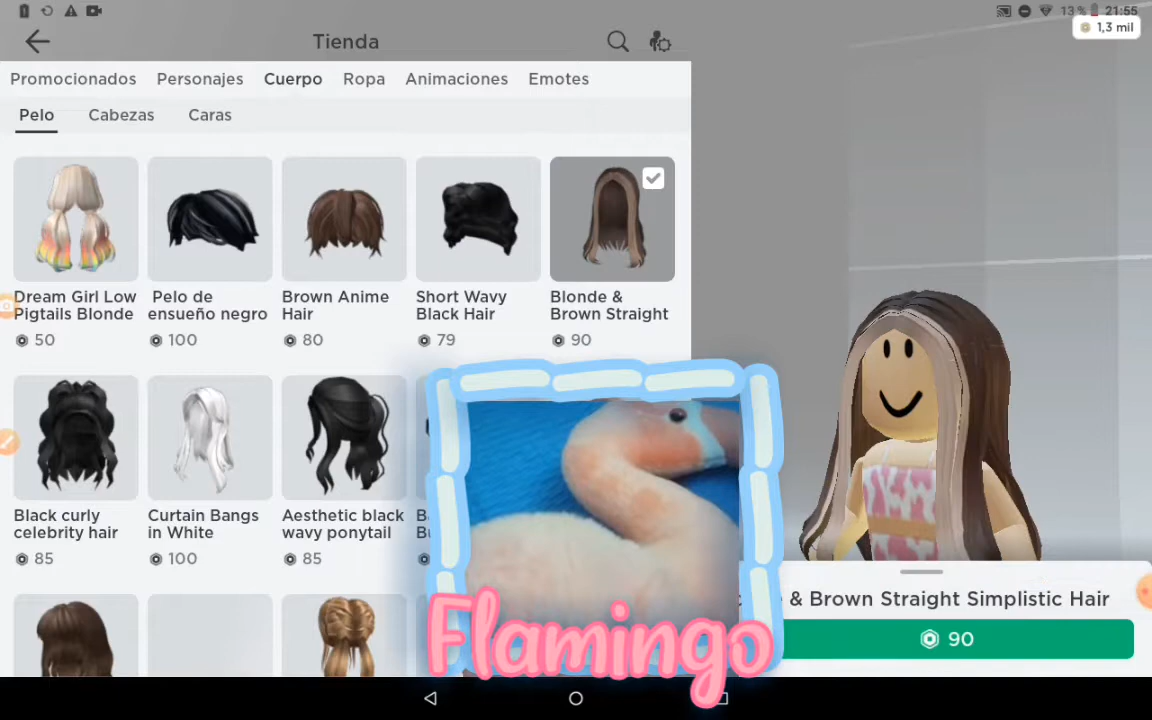 13 % 21:55
1,3 mil
Tienda
Promocionados Personajes Cuerpo Ropa Animaciones Emotes
Pelo Cabezas Caras
Dream Girl Low Pigtails Blonde
50
Pelo de ensueño negro
100
Brown Anime Hair
80
Short Wavy Black Hair
79
Blonde & Brown Straight
90
Black curly celebrity hair
85
Curtain Bangs in White
100
Aesthetic black wavy ponytail
85
& Brown Straight Simplistic Hair
90
Flamingo